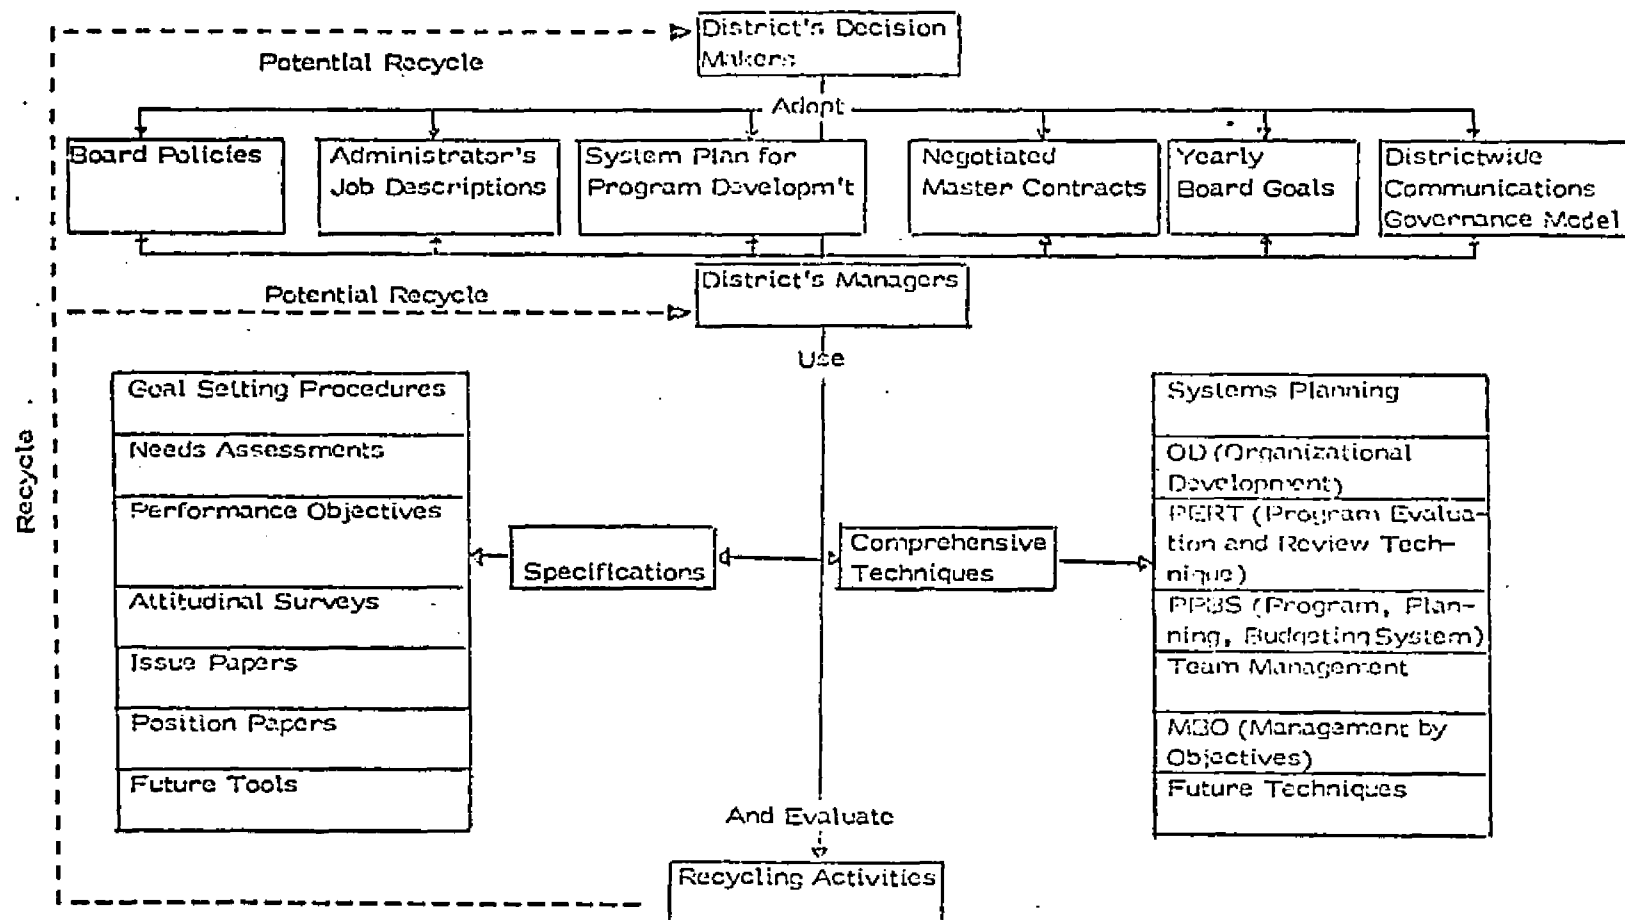 District's Decision
Makers
Potential Recycle
Adopt
Board Policies
Administrator's
Job Descriptions
System Plan for
Program Developm't
Negotiated
Master Contracts
Yearly
Board Goals
Districtwide
Communications
Governance Model
District's Managers
Potential Recycle
Use
Recycle
Goal Setting Procedures
Needs Assessments
Performance Objectives
Attitudinal Surveys
Issue Papers
Position Papers
Future Tools
Specifications
Comprehensive
Techniques
Systems Planning
OD (Organizational
Development)
PERT (Program Evalua-
tion and Review Tech-
nique)
PPBS (Program, Plan-
ning, Budgeting System)
Team Management
MBO (Management by
Objectives)
Future Techniques
And Evaluate
Recycling Activities